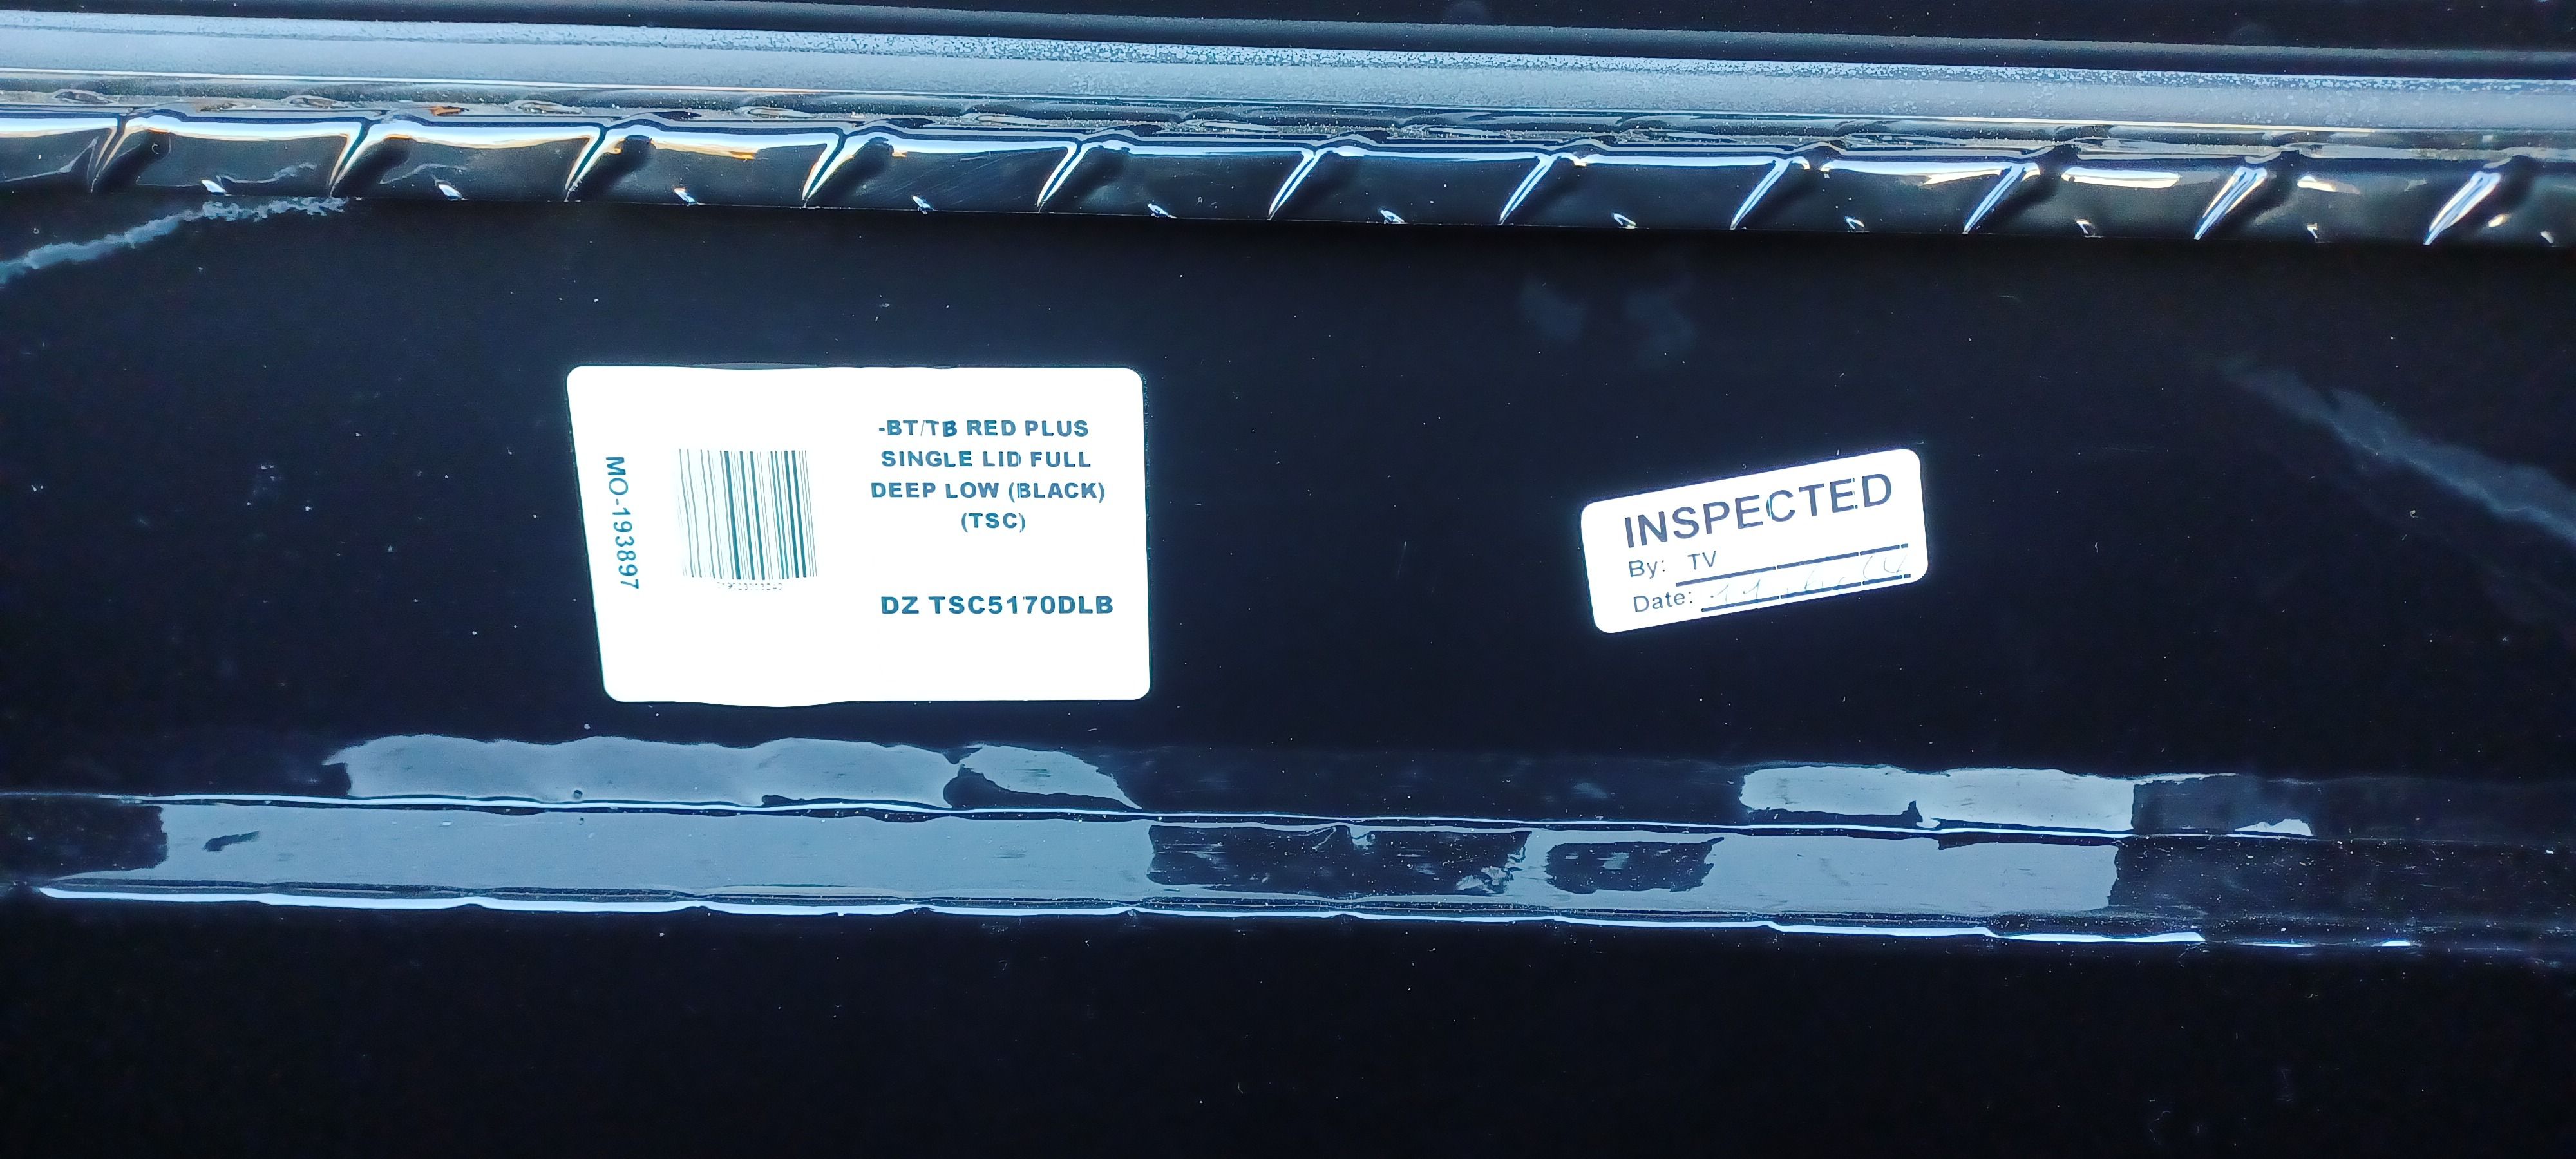 -BT/TB RED PLUS
SINGLE LID FULL
DEEP LOW (BLACK)
(TSC)
DZ TSC5170DLB
MO-193897
INSPECTED
By: TV
Date: